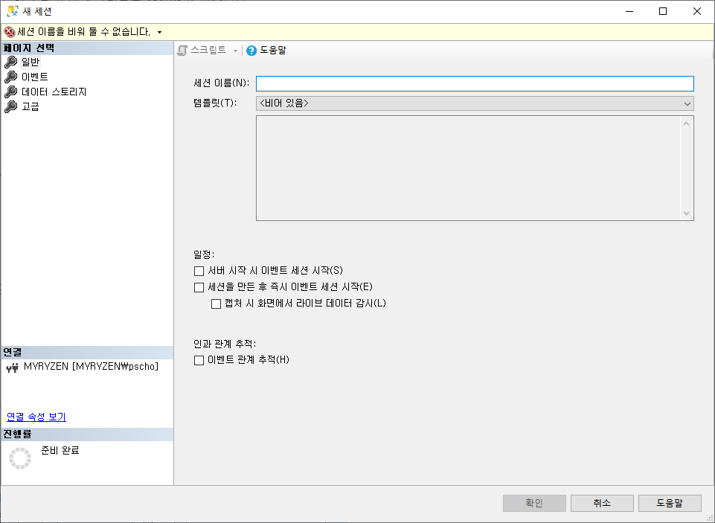 새 세션
세션 이름을 비워 둘 수 없습니다.
페이지 선택
일반
이벤트
데이터 스토리지
고급
스크립트
도움말
세션 이름(N):
템플릿(T):
<비어 있음>
일정:
서버 시작 시 이벤트 세션 시작(S)
세션을 만든 후 즉시 이벤트 세션 시작(E)
캡처 시 화면에서 라이브 데이터 감시(L)
인과 관계 추적:
이벤트 관계 추적(H)
연결
MYRYZEN [MYRYZEN₩pscho]
연결 속성 보기
진행률
준비 완료
확인
취소
도움말